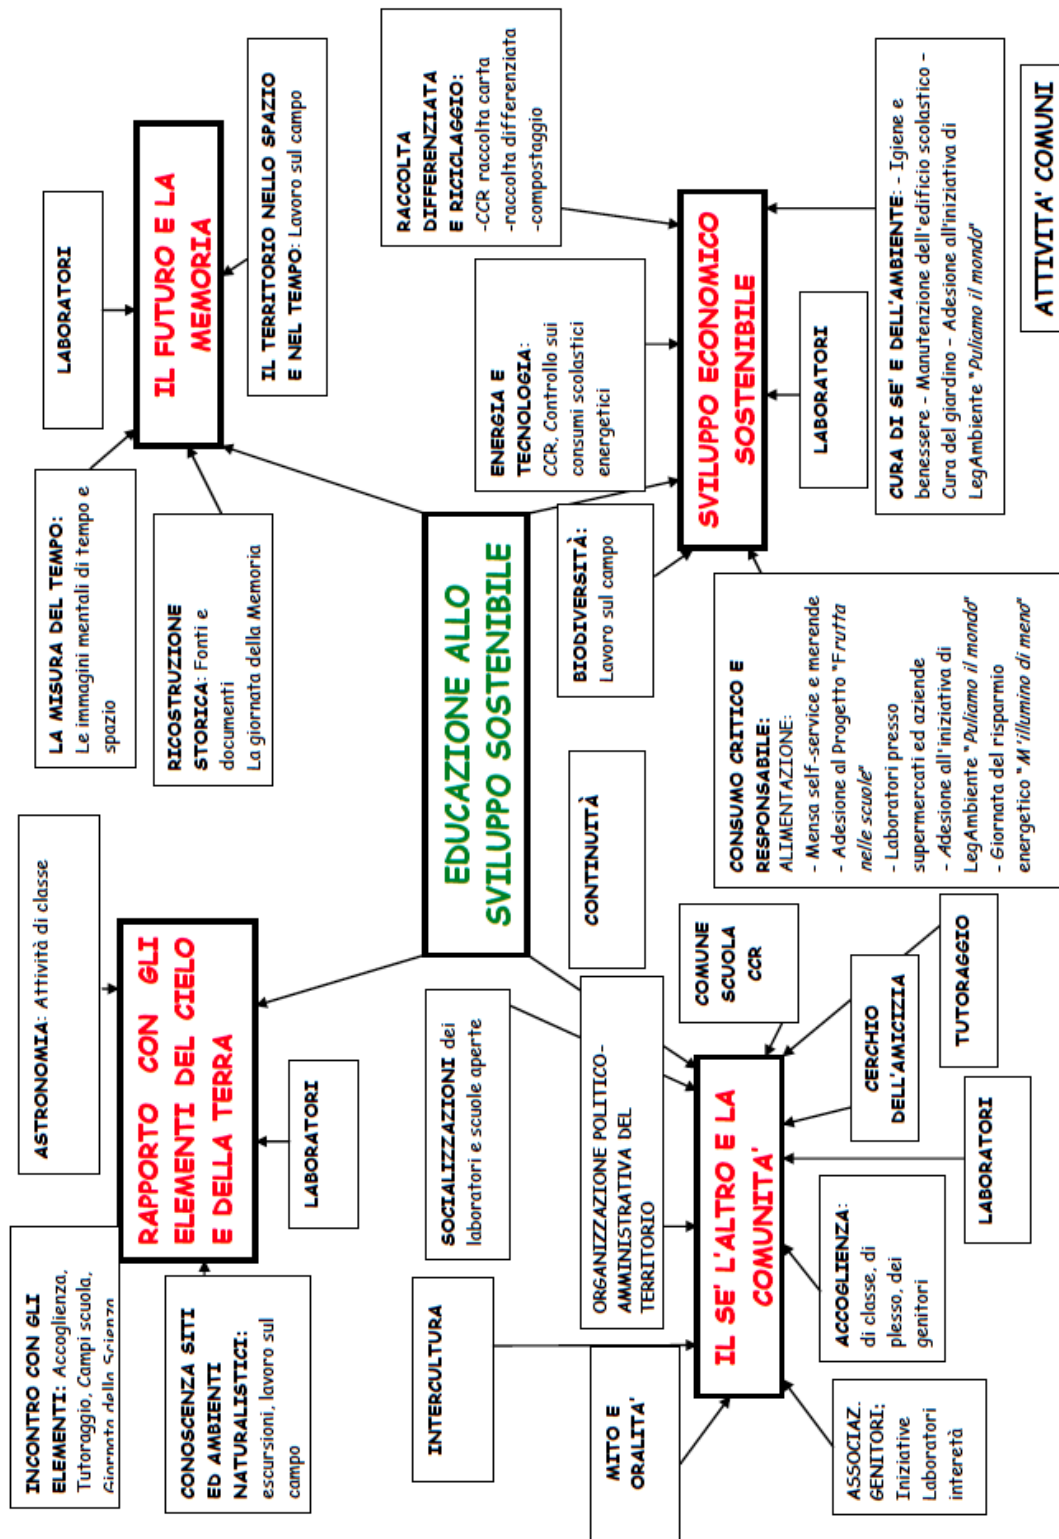 INCONTRO CON GLI
ELEMENTI: Accoglienza,
Tutoraggio, Campi scuola,
Giornata della Scienza
ASTRONOMIA: Attività di classe
LA MISURA DEL TEMPO:
Le immagini mentali di tempo e
spazio
LABORATORI
RAPPORTO CON GLI
ELEMENTI DEL CIELO
E DELLA TERRA
IL FUTURO E LA
MEMORIA
CONOSCENZA SITI
ED AMBIENTI
NATURALISTICI:
escursioni, lavoro sul
campo
LABORATORI
RICOSTRUZIONE
STORICA: Fonti e
documenti
La giornata della Memoria
IL TERRITORIO NELLO SPAZIO
E NEL TEMPO: Lavoro sul campo
INTERCULTURA
SOCIALIZZAZIONI dei
laboratori e scuole aperte
EDUCAZIONE ALLO
SVILUPPO SOSTENIBILE
RACCOLTA
DIFFERENZIATA
E RICICLAGGIO:
-CCR raccolta carta
-raccolta differenziata
-compostaggio
ENERGIA E
TECNOLOGIA:
CCR, Controllo sui
consumi scolastici
energetici
MITO E
ORALITA'
ORGANIZZAZIONE POLITICO-
AMMINISTRATIVA DEL
TERRITORIO
CONTINUITÀ
BIODIVERSITÀ:
Lavoro sul campo
COMUNE
SCUOLA
CCR
IL SE' L'ALTRO E LA
COMUNITA'
SVILUPPO ECONOMICO
SOSTENIBILE
CONSUMO CRITICO E
RESPONSABILE:
ALIMENTAZIONE:
- Mensa self-service e merende
- Adesione al Progetto "Frutta
nelle scuole"
- Laboratori presso
supermercati ed aziende
- Adesione all'iniziativa di
LegAmbiente "Puliamo il mondo"
- Giornata del risparmio
energetico "M'illumino di meno"
LABORATORI
ASSOCIAZ.
GENITORI;
Iniziative
Laboratori
interetà
ACCOGLIENZA:
di classe, di
plesso, dei
genitori
CERCHIO
DELL'AMICIZIA
TUTORAGGIO
LABORATORI
CURA DI SE' E DELL'AMBIENTE: - Igiene e
benessere - Manutenzione dell'edificio scolastico -
Cura del giardino - Adesione all'iniziativa di
LegAmbiente "Puliamo il mondo"
ATTIVITA' COMUNI